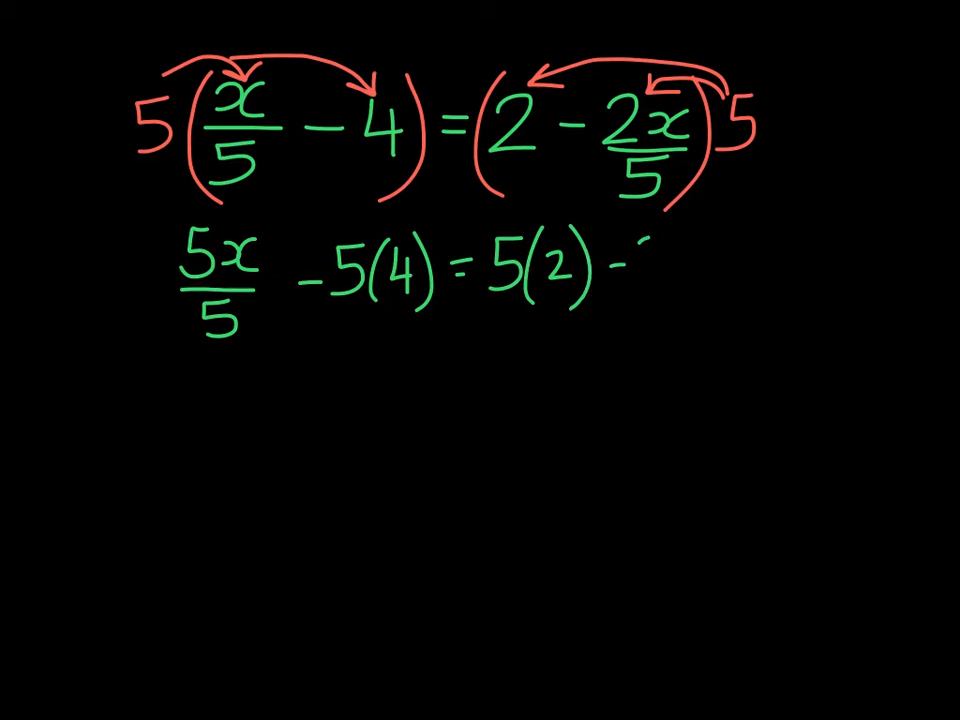 5(x/5 - 4) = (2 - 2x/5)5
5x/5 - 5(4) = 5(2) -